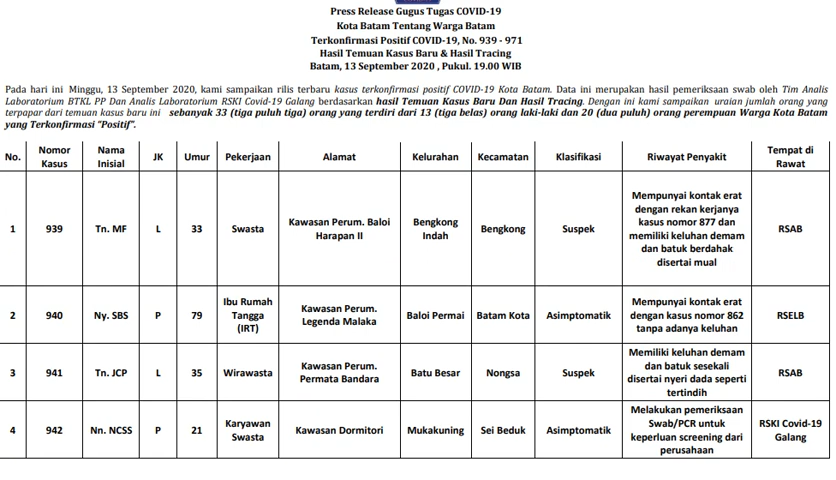 Press Release Gugus Tugas COVID-19
Kota Batam Tentang Warga Batam
Terkonfirmasi Positif COVID-19, No. 939 - 971
Hasil Temuan Kasus Baru & Hasil Tracing
Batam, 13 September 2020 , Pukul. 19.00 WIB
Pada hari ini Minggu, 13 September 2020, kami sampaikan rilis terbaru kasus terkonfirmasi positif COVID-19 Kota Batam. Data ini merupakan hasil pemeriksaan swab oleh Tim Analis
Laboratorium BTKL PP Dan Analis Laboratorium RSKI Covid-19 Galang berdasarkan hasil Temuan Kasus Baru Dan Hasil Tracing. Dengan ini kami sampaikan uraian jumlah orang yang
terpapar dari temuan kasus baru ini sebanyak 33 (tiga puluh tiga) orang yang terdiri dari 13 (tiga belas) orang laki-laki dan 20 (dua puluh) orang perempuan Warga Kota Batam
yang Terkonfirmasi "Positif".
No. Nomor Kasus Nama Inisial JK Umur Pekerjaan Alamat Kelurahan Kecamatan Klasifikasi Riwayat Penyakit Tempat di Rawat
1 939 Tn. MF L 33 Swasta Kawasan Perum. Baloi Harapan II Bengkong Indah Bengkong Suspek Mempunyai kontak erat dengan rekan kerjanya kasus nomor 877 dan memiliki keluhan demam dan batuk berdahak disertai mual RSAB
2 940 Ny. SBS P 79 Ibu Rumah Tangga (IRT) Kawasan Perum. Legenda Malaka Baloi Permai Batam Kota Asimptomatik Mempunyai kontak erat dengan kasus nomor 862 tanpa adanya keluhan RSELB
3 941 Tn. JCP L 35 Wirawasta Kawasan Perum. Permata Bandara Batu Besar Nongsa Suspek Memiliki keluhan demam dan batuk sesekali disertai nyeri dada seperti tertindih RSAB
4 942 Nn. NCSS P 21 Karyawan Swasta Kawasan Dormitori Mukakuning Sei Beduk Asimptomatik Melakukan pemeriksaan Swab/PCR untuk keperluan screening dari perusahaan RSKI Covid-19 Galang